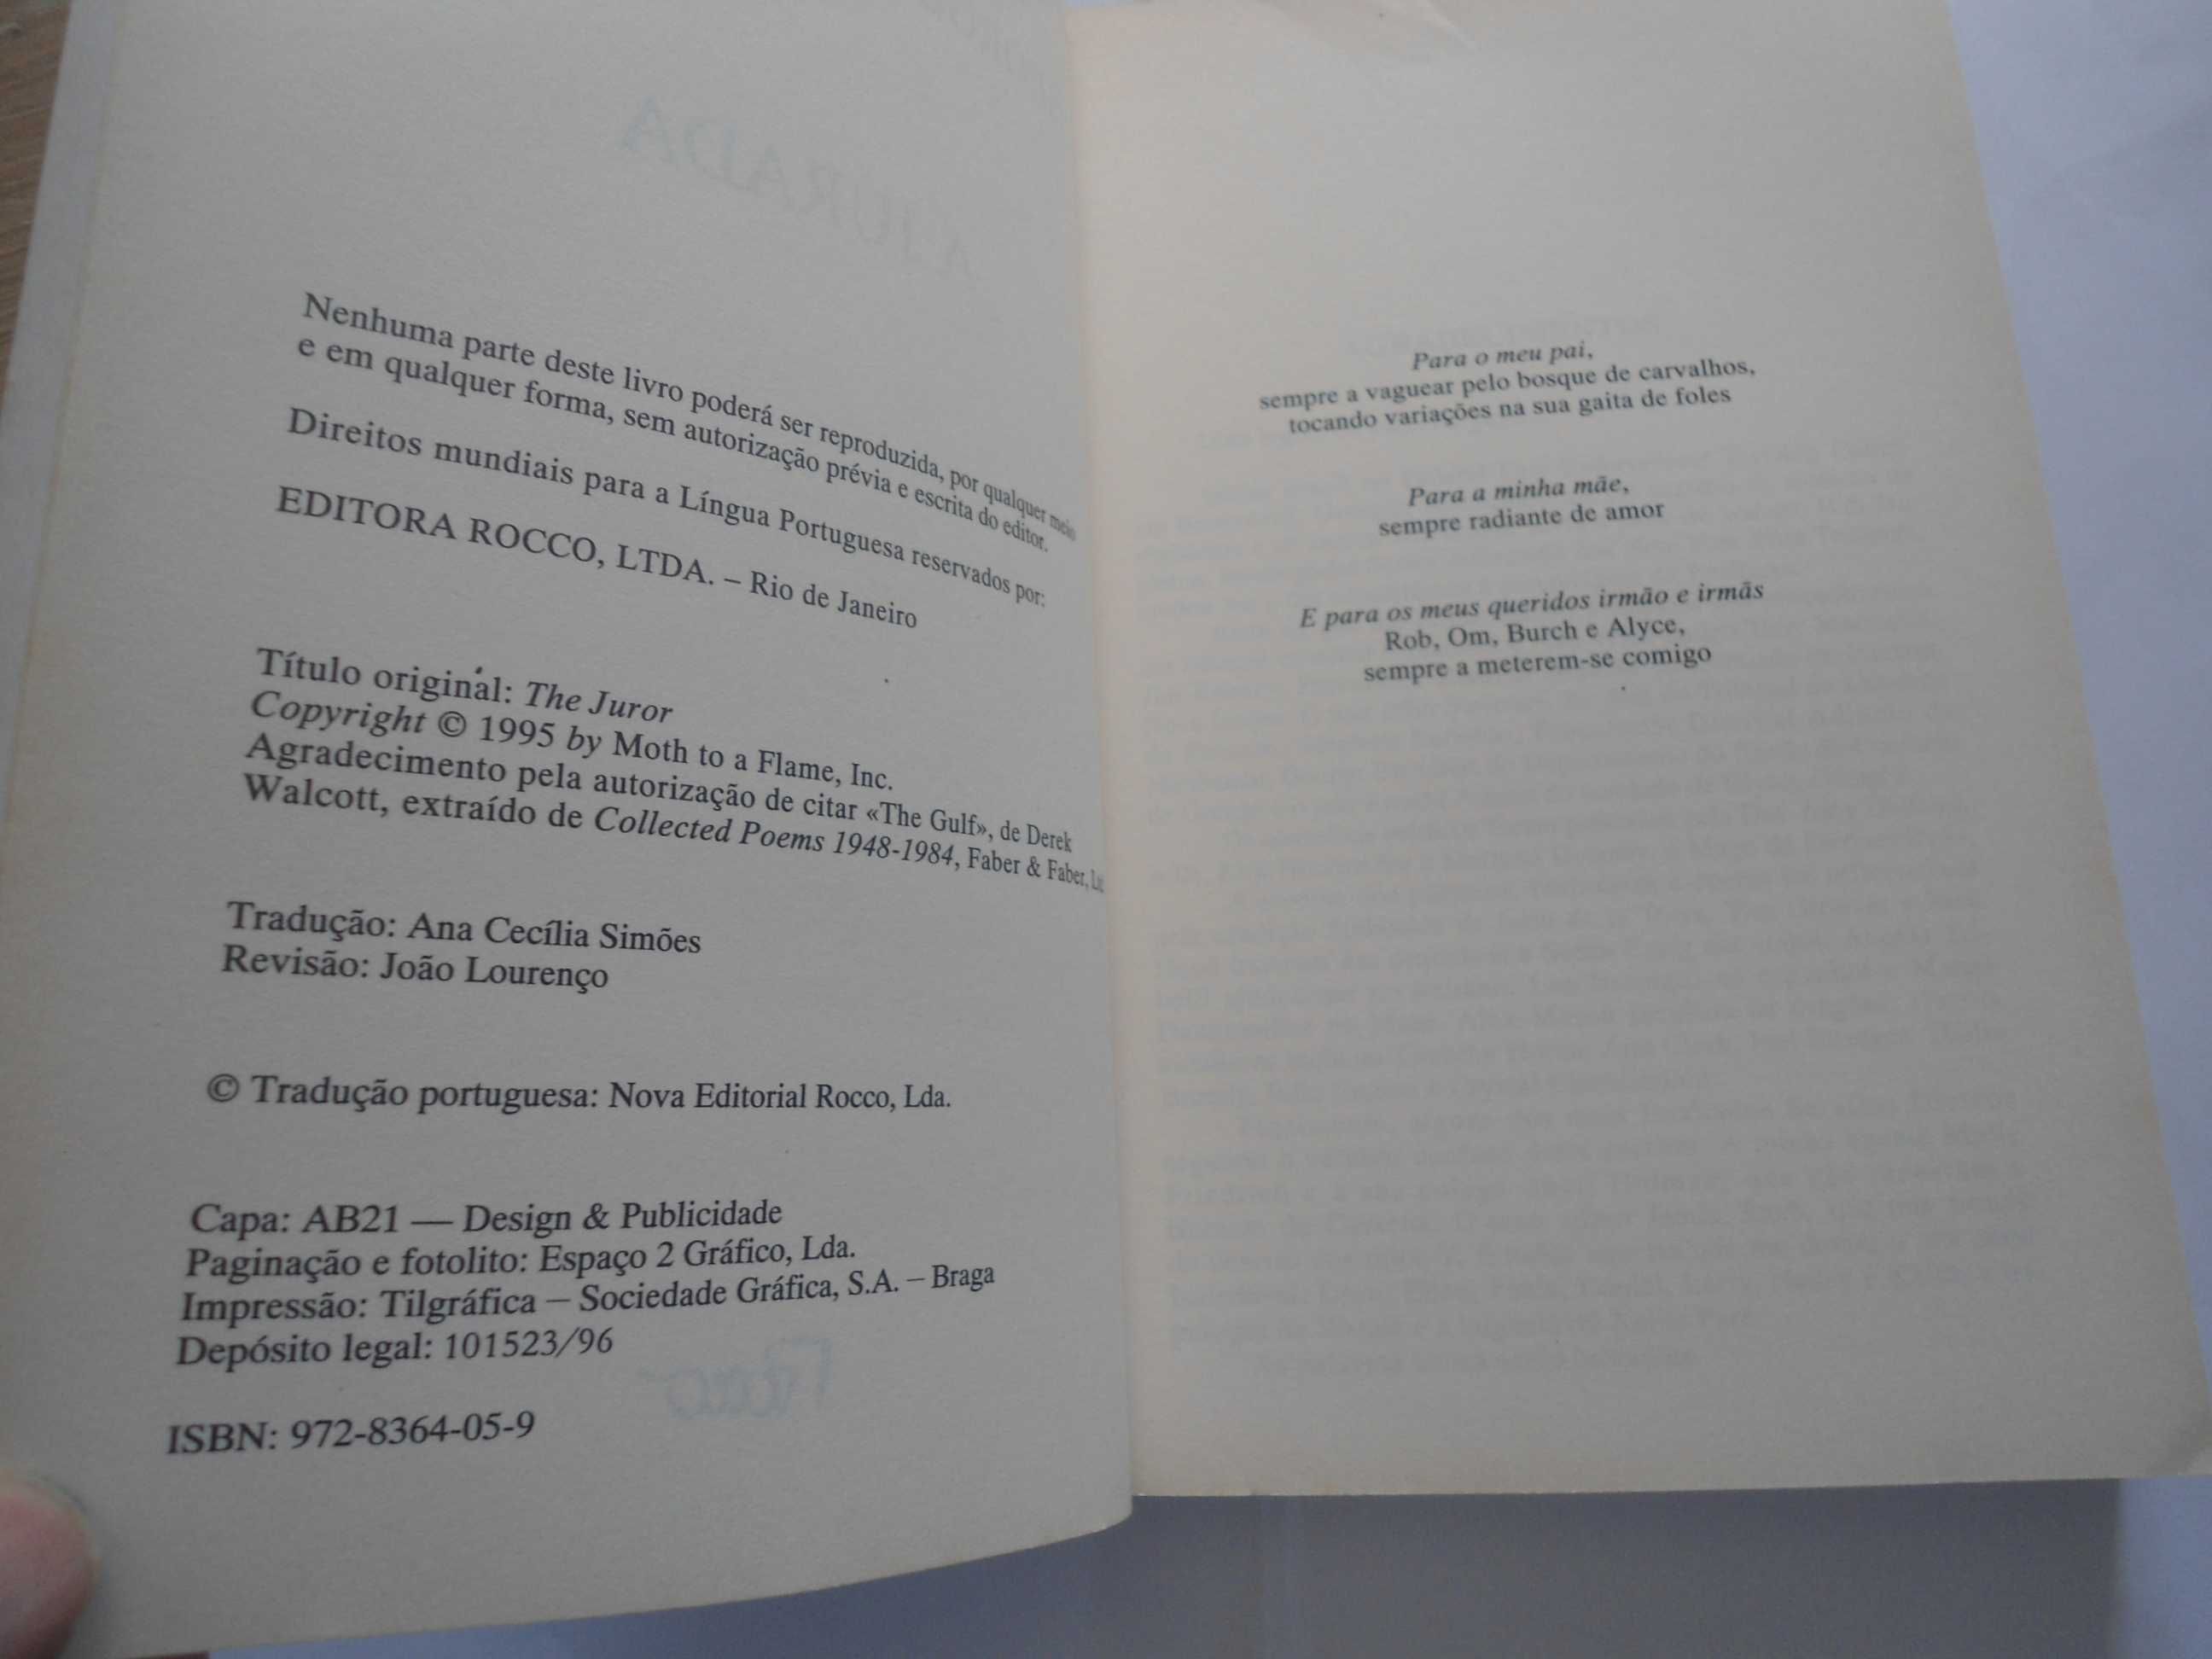 Nenhuma parte deste livro poderá ser reproduzida, por qualquer meio
e em qualquer forma, sem autorização prévia e escrita do editor.
Direitos mundiais para a Língua Portuguesa reservados por:
EDITORA ROCCO, LTDA. – Rio de Janeiro
Título original: The Juror
Copyright © 1995 by Moth to a Flame, Inc.
Agradecimento pela autorização de citar «The Gulf», de Derek
Walcott, extraído de Collected Poems 1948-1984, Faber & Faber,
Tradução: Ana Cecília Simões
Revisão: João Lourenço
© Tradução portuguesa: Nova Editorial Rocco, Lda.
Capa: AB21 — Design & Publicidade
Paginação e fotolito: Espaço 2 Gráfico, Lda.
Impressão: Tilgráfica – Sociedade Gráfica, S.A. – Braga
Depósito legal: 101523/96
ISBN: 972-8364-05-9
Para o meu pai,
sempre a vaguear pelo bosque de carvalhos,
tocando variações na sua gaita de foles
Para a minha mãe,
sempre radiante de amor
E para os meus queridos irmão e irmãs
Rob, Om, Burch e Alyce,
sempre a meterem-se comigo